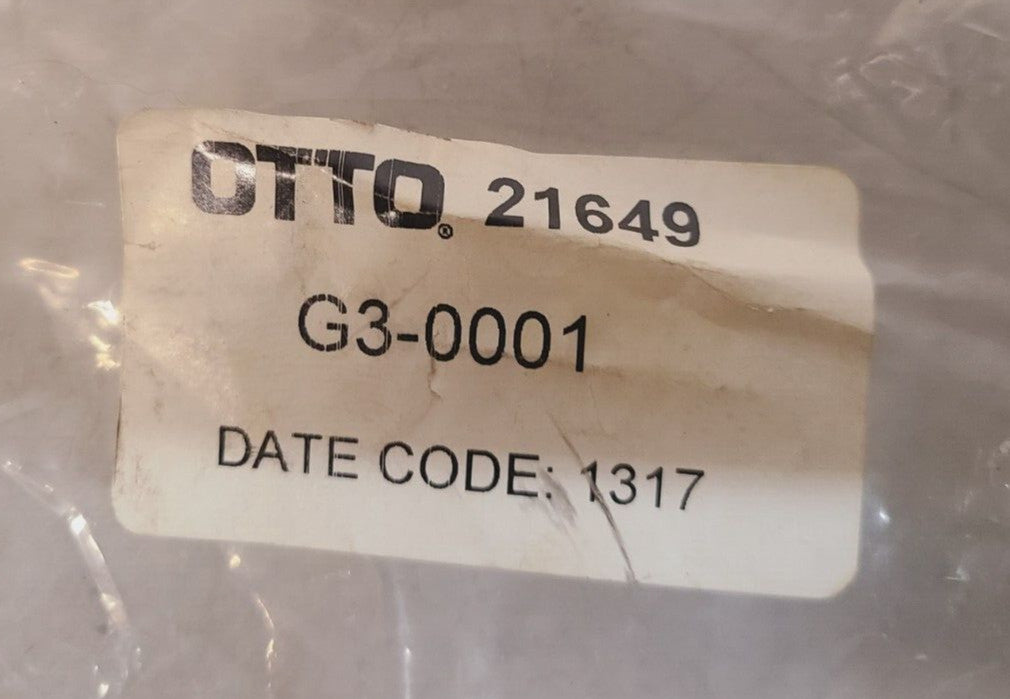 OTTO® 21649
G3-0001
DATE CODE: 1317